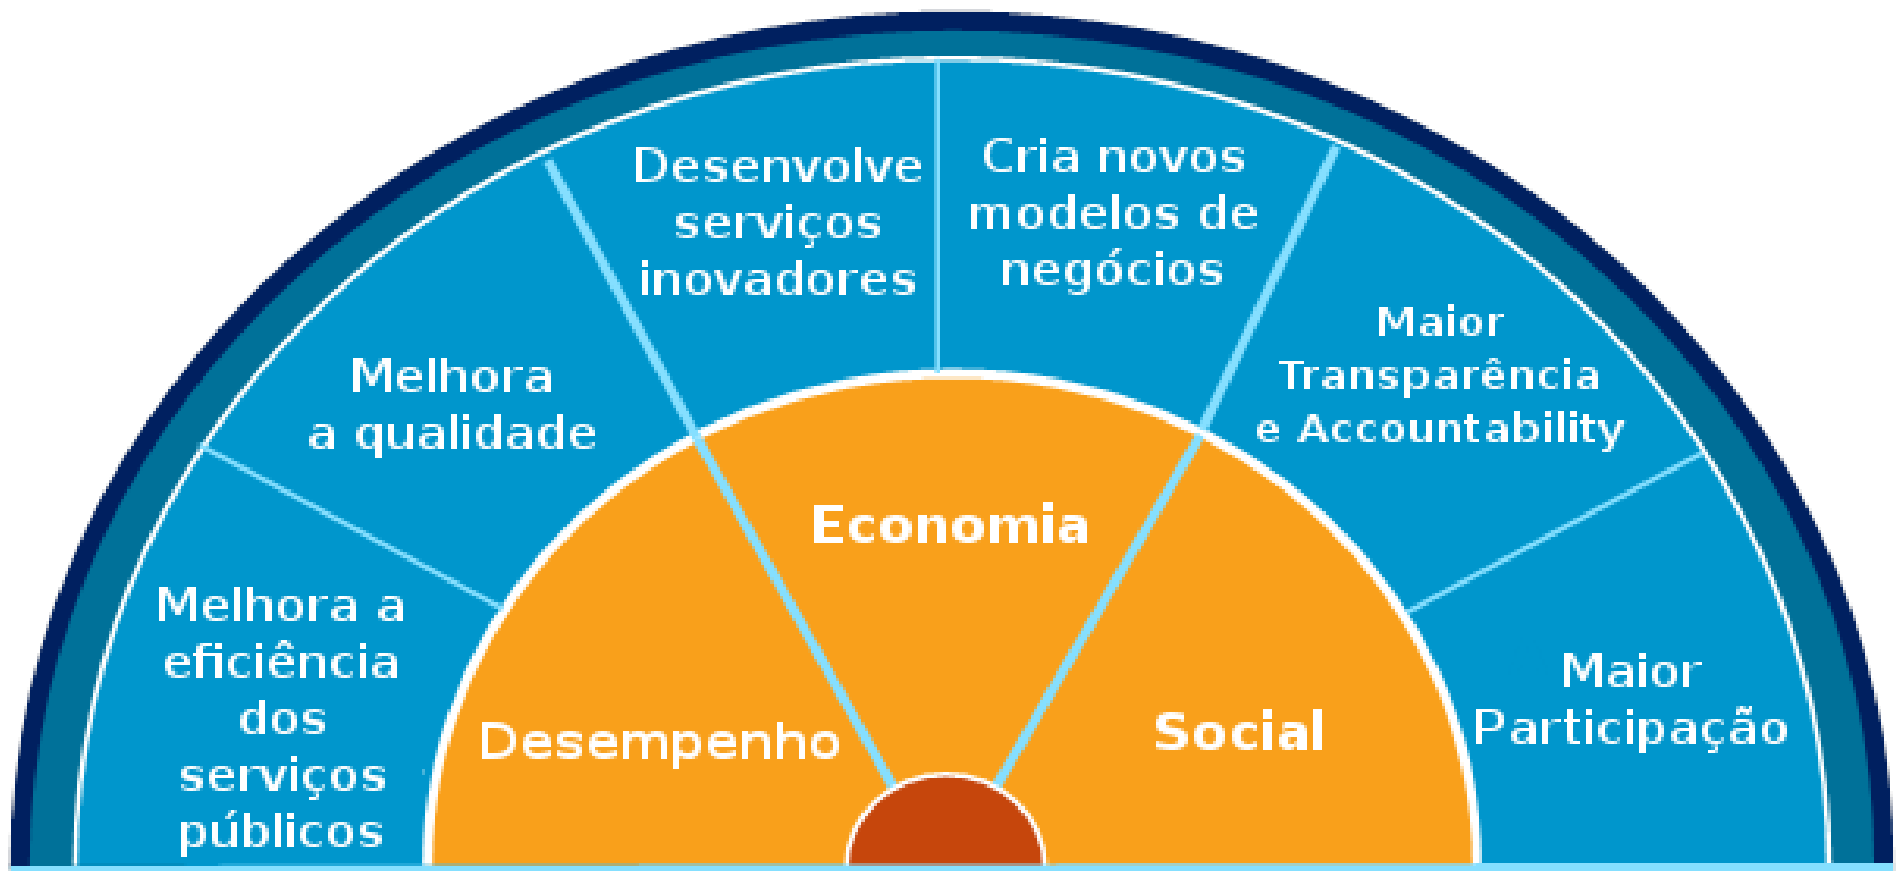 Desenvolve
serviços
inovadores
Cria novos
modelos de
negócios
Melhora
a qualidade
Maior
Transparência
e Accountability
Melhora a
eficiência
dos
serviços
públicos
Economia
Desempenho
Social
Maior
Participação